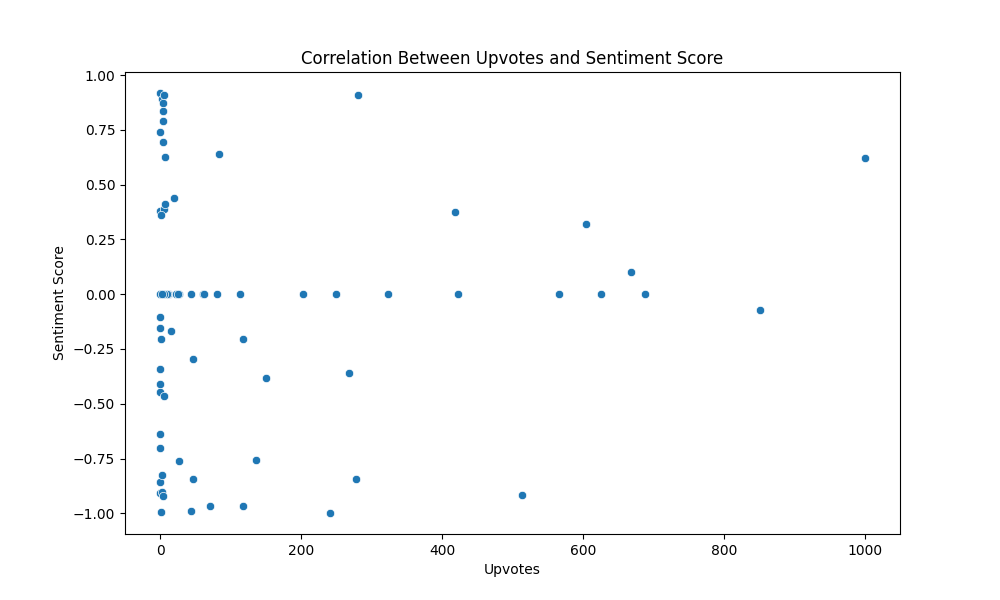 Correlation Between Upvotes and Sentiment Score
1.00
0.75
0.50
0.25
0.00
−0.25
−0.50
−0.75
−1.00
Sentiment Score
0 200 400 600 800 1000
Upvotes